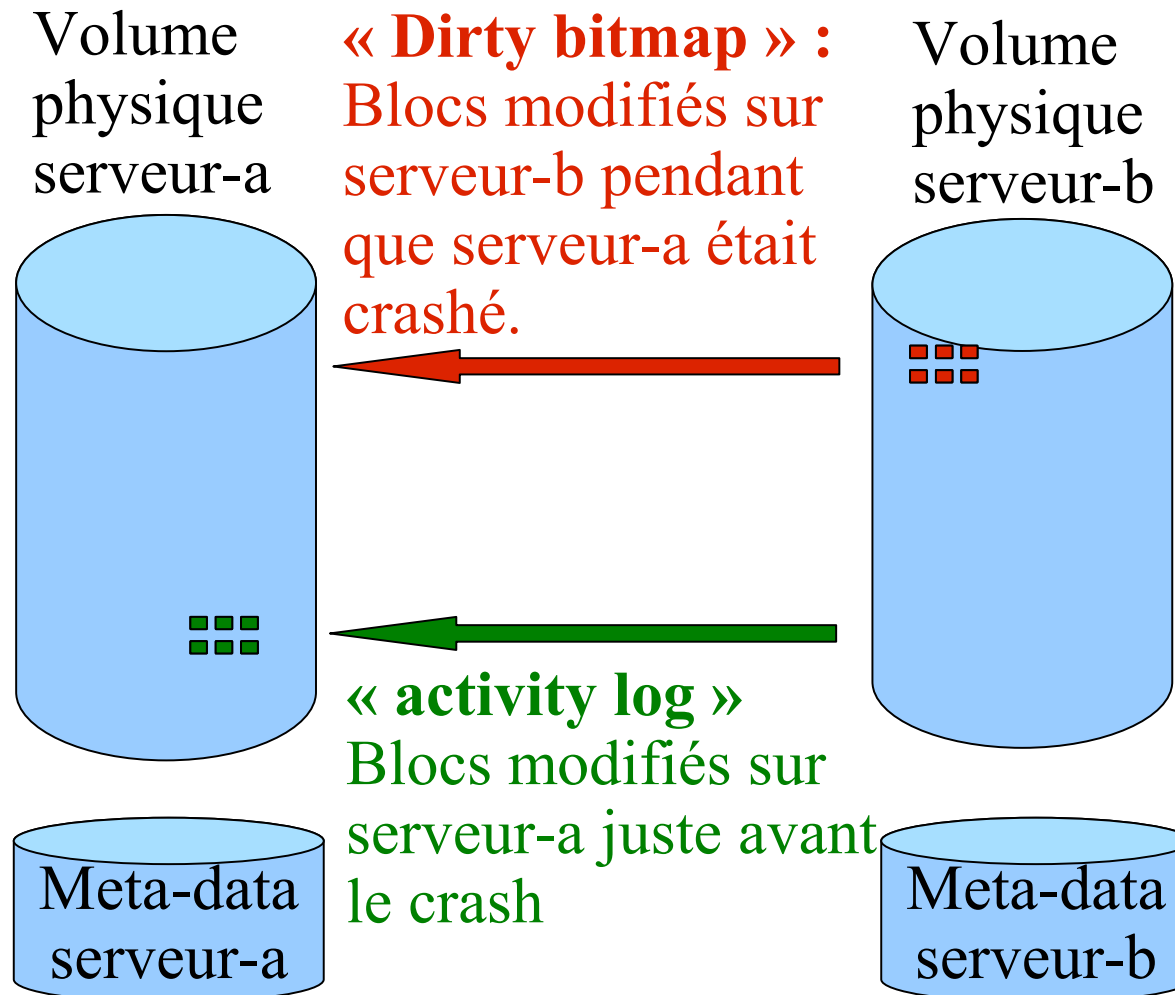 Volume
physique
serveur-a
« Dirty bitmap » :
Blocs modifiés sur
serveur-b pendant
que serveur-a était
crashé.
Volume
physique
serveur-b
« activity log »
Blocs modifiés sur
serveur-a juste avant
le crash
Meta-data
serveur-a
Meta-data
serveur-b